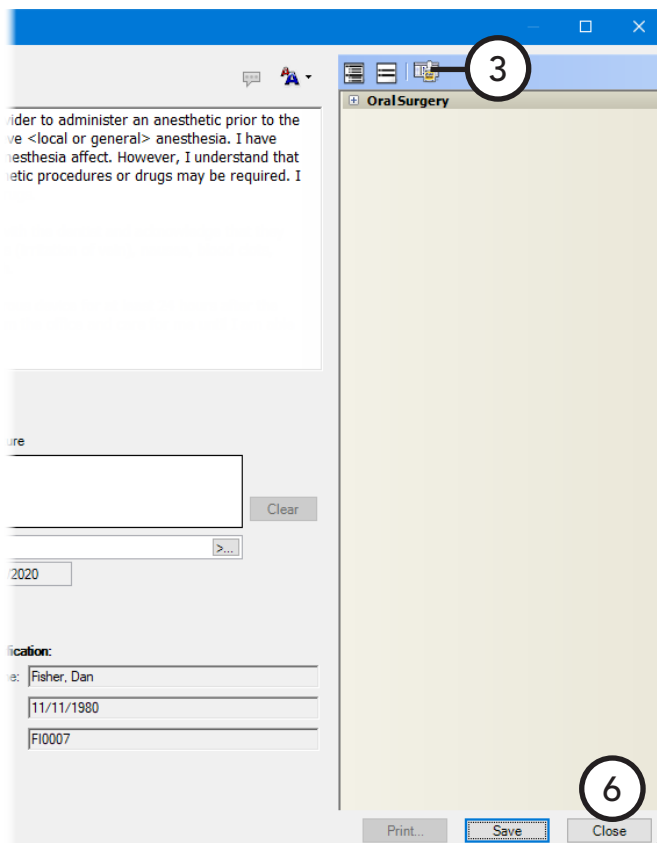 3
Oral Surgery
vider to administer an anesthetic prior to the
ve <local or general> anesthesia. I have
nesthesia affect. However, I understand that
etic procedures or drugs may be required. I
ure
Clear
>...
/2020
ication:
e: Fisher, Dan
11/11/1980
FI0007
6
Print... Save Close